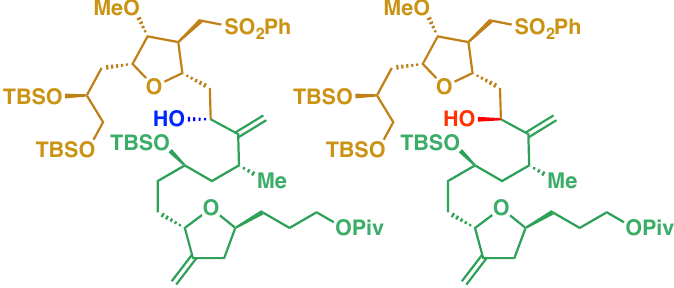 MeO MeO
SO2Ph SO2Ph
O O
TBSO TBSO
HO HO
TBSO TBSO TBSO TBSO
Me Me
O O
OPiv OPiv